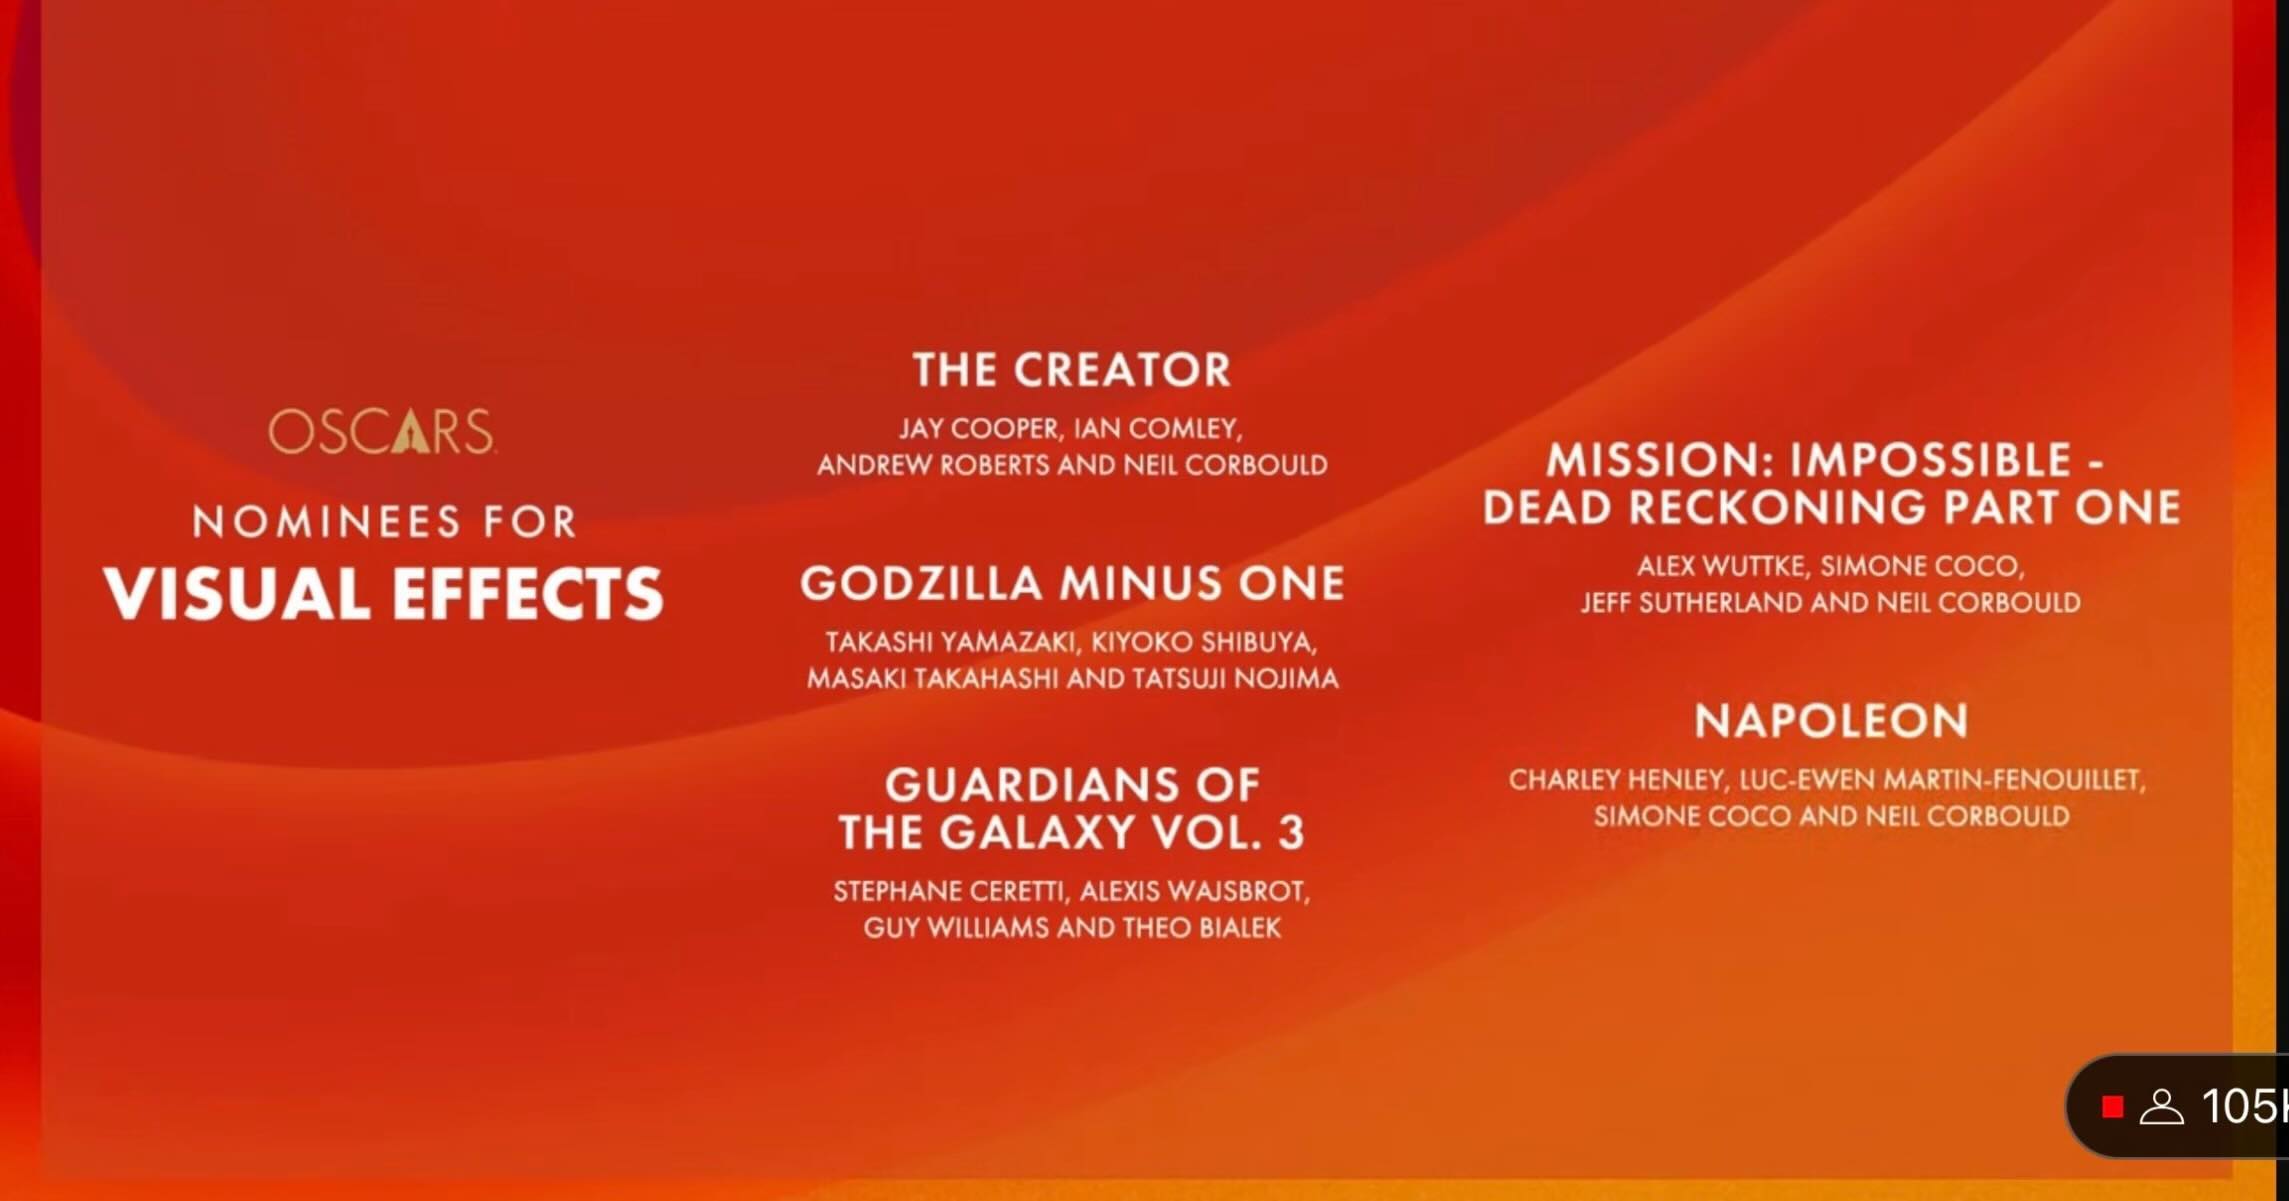 OSCARS
NOMINEES FOR
VISUAL EFFECTS
THE CREATOR
JAY COOPER, IAN COMLEY,
ANDREW ROBERTS AND NEIL CORBOULD
GODZILLA MINUS ONE
TAKASHI YAMAZAKI, KIYOKO SHIBUYA,
MASAKI TAKAHASHI AND TATSUJI NOJIMA
GUARDIANS OF
THE GALAXY VOL. 3
STEPHANE CERETTI, ALEXIS WAJSBROT,
GUY WILLIAMS AND THEO BIALEK
MISSION: IMPOSSIBLE -
DEAD RECKONING PART ONE
ALEX WUTTKE, SIMONE COCO,
JEFF SUTHERLAND AND NEIL CORBOULD
NAPOLEON
CHARLEY HENLEY, LUC-EWEN MARTIN-FENOUILLET,
SIMONE COCO AND NEIL CORBOULD
105K